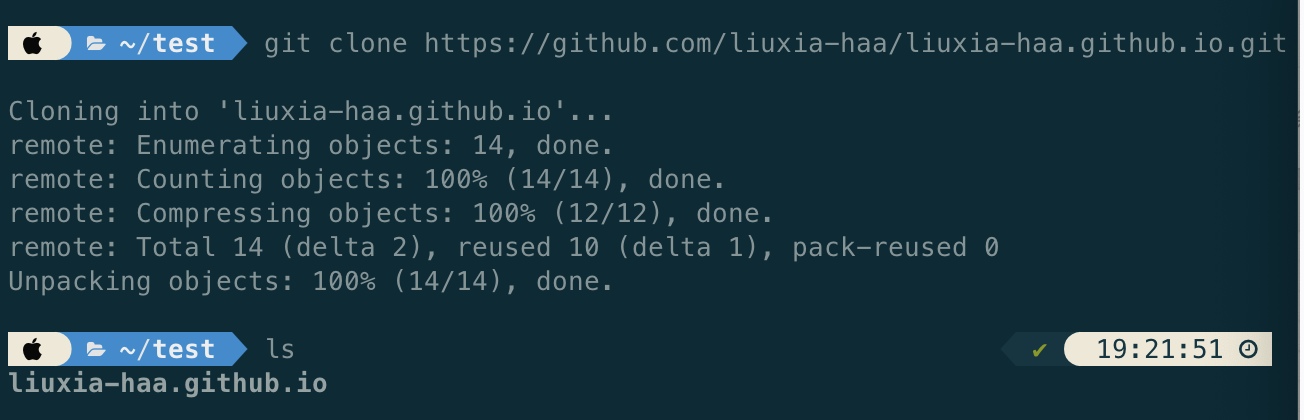 ~/test git clone https://github.com/liuxia-haa/liuxia-haa.github.io.git
Cloning into 'liuxia-haa.github.io'...
remote: Enumerating objects: 14, done.
remote: Counting objects: 100% (14/14), done.
remote: Compressing objects: 100% (12/12), done.
remote: Total 14 (delta 2), reused 10 (delta 1), pack-reused 0
Unpacking objects: 100% (14/14), done.
~/test ls ✔ 19:21:51
liuxia-haa.github.io